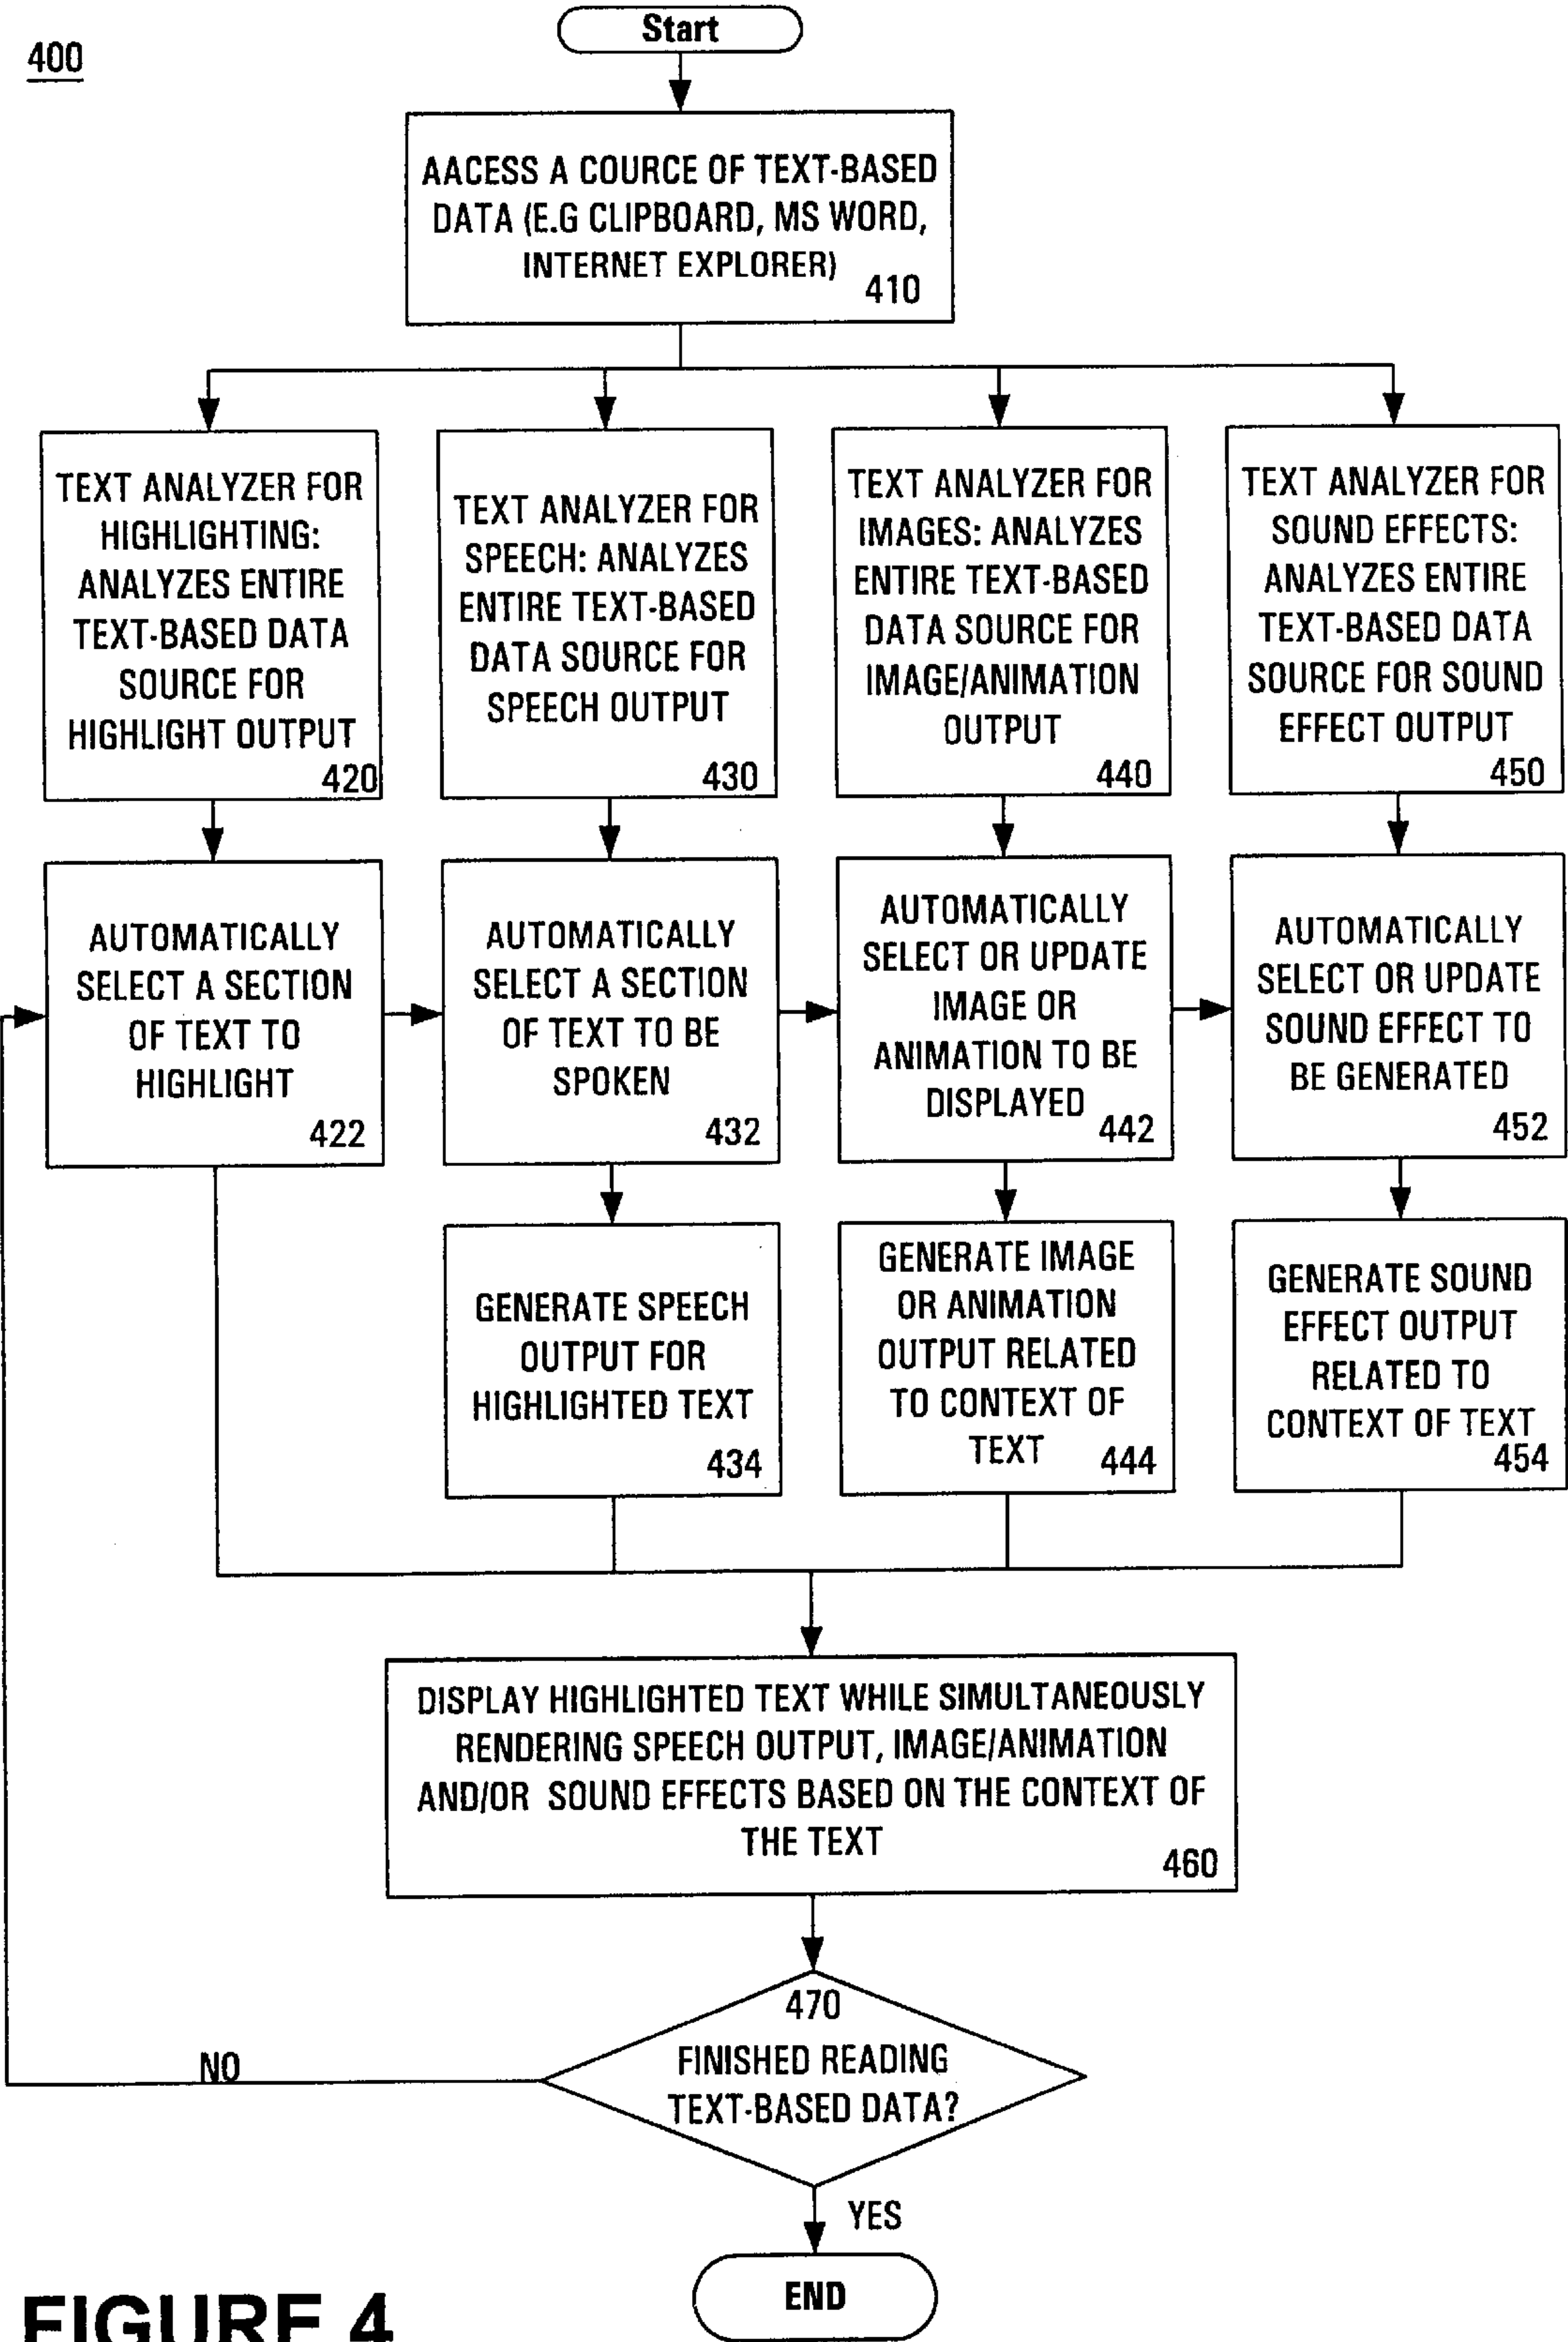 400
Start
AACESS A COURCE OF TEXT-BASED
DATA (E.G CLIPBOARD, MS WORD,
INTERNET EXPLORER)
410
TEXT ANALYZER FOR
HIGHLIGHTING:
ANALYZES ENTIRE
TEXT-BASED DATA
SOURCE FOR
HIGHLIGHT OUTPUT
420
TEXT ANALYZER FOR
SPEECH: ANALYZES
ENTIRE TEXT-BASED
DATA SOURCE FOR
SPEECH OUTPUT
430
TEXT ANALYZER FOR
IMAGES: ANALYZES
ENTIRE TEXT-BASED
DATA SOURCE FOR
IMAGE/ANIMATION
OUTPUT
440
TEXT ANALYZER FOR
SOUND EFFECTS:
ANALYZES ENTIRE
TEXT-BASED DATA
SOURCE FOR SOUND
EFFECT OUTPUT
450
AUTOMATICALLY
SELECT A SECTION
OF TEXT TO
HIGHLIGHT
422
AUTOMATICALLY
SELECT A SECTION
OF TEXT TO BE
SPOKEN
432
AUTOMATICALLY
SELECT OR UPDATE
IMAGE OR
ANIMATION TO BE
DISPLAYED
442
AUTOMATICALLY
SELECT OR UPDATE
SOUND EFFECT TO
BE GENERATED
452
GENERATE SPEECH
OUTPUT FOR
HIGHLIGHTED TEXT
434
GENERATE IMAGE
OR ANIMATION
OUTPUT RELATED
TO CONTEXT OF
TEXT
444
GENERATE SOUND
EFFECT OUTPUT
RELATED TO
CONTEXT OF TEXT
454
DISPLAY HIGHLIGHTED TEXT WHILE SIMULTANEOUSLY
RENDERING SPEECH OUTPUT, IMAGE/ANIMATION
AND/OR SOUND EFFECTS BASED ON THE CONTEXT OF
THE TEXT
460
470
FINISHED READING
TEXT-BASED DATA?
NO
YES
END
FIGURE 4